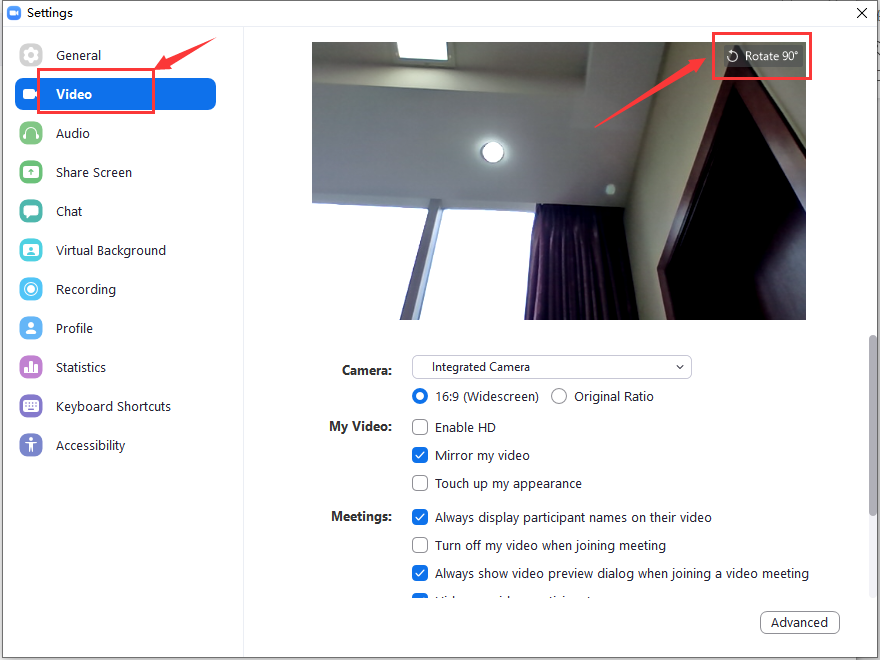 Settings
General
Video
Audio
Share Screen
Chat
Virtual Background
Recording
Profile
Statistics
Keyboard Shortcuts
Accessibility
Rotate 90°
Camera: Integrated Camera
16:9 (Widescreen) Original Ratio
My Video: Enable HD
Mirror my video
Touch up my appearance
Meetings: Always display participant names on their video
Turn off my video when joining meeting
Always show video preview dialog when joining a video meeting
Advanced